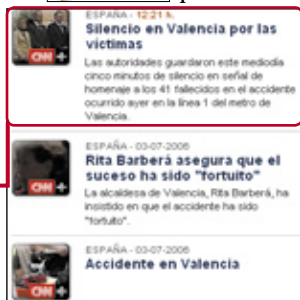 ESPAÑA - 12:21 h.
Silencio en Valencia por las
víctimas
Las autoridades guardaron este mediodía
cinco minutos de silencio en señal de
homenaje a los 41 fallecidos en el accidente
ocurrido ayer en la línea 1 del metro de
Valencia.
CNN+
ESPAÑA - 03-07-2006
Rita Barberá asegura que el
suceso ha sido "fortuito"
La alcaldesa de Valencia, Rita Barberá, ha
insistido en que el accidente ha sido
"fortuito".
CNN+
ESPAÑA - 03-07-2006
Accidente en Valencia
CNN+